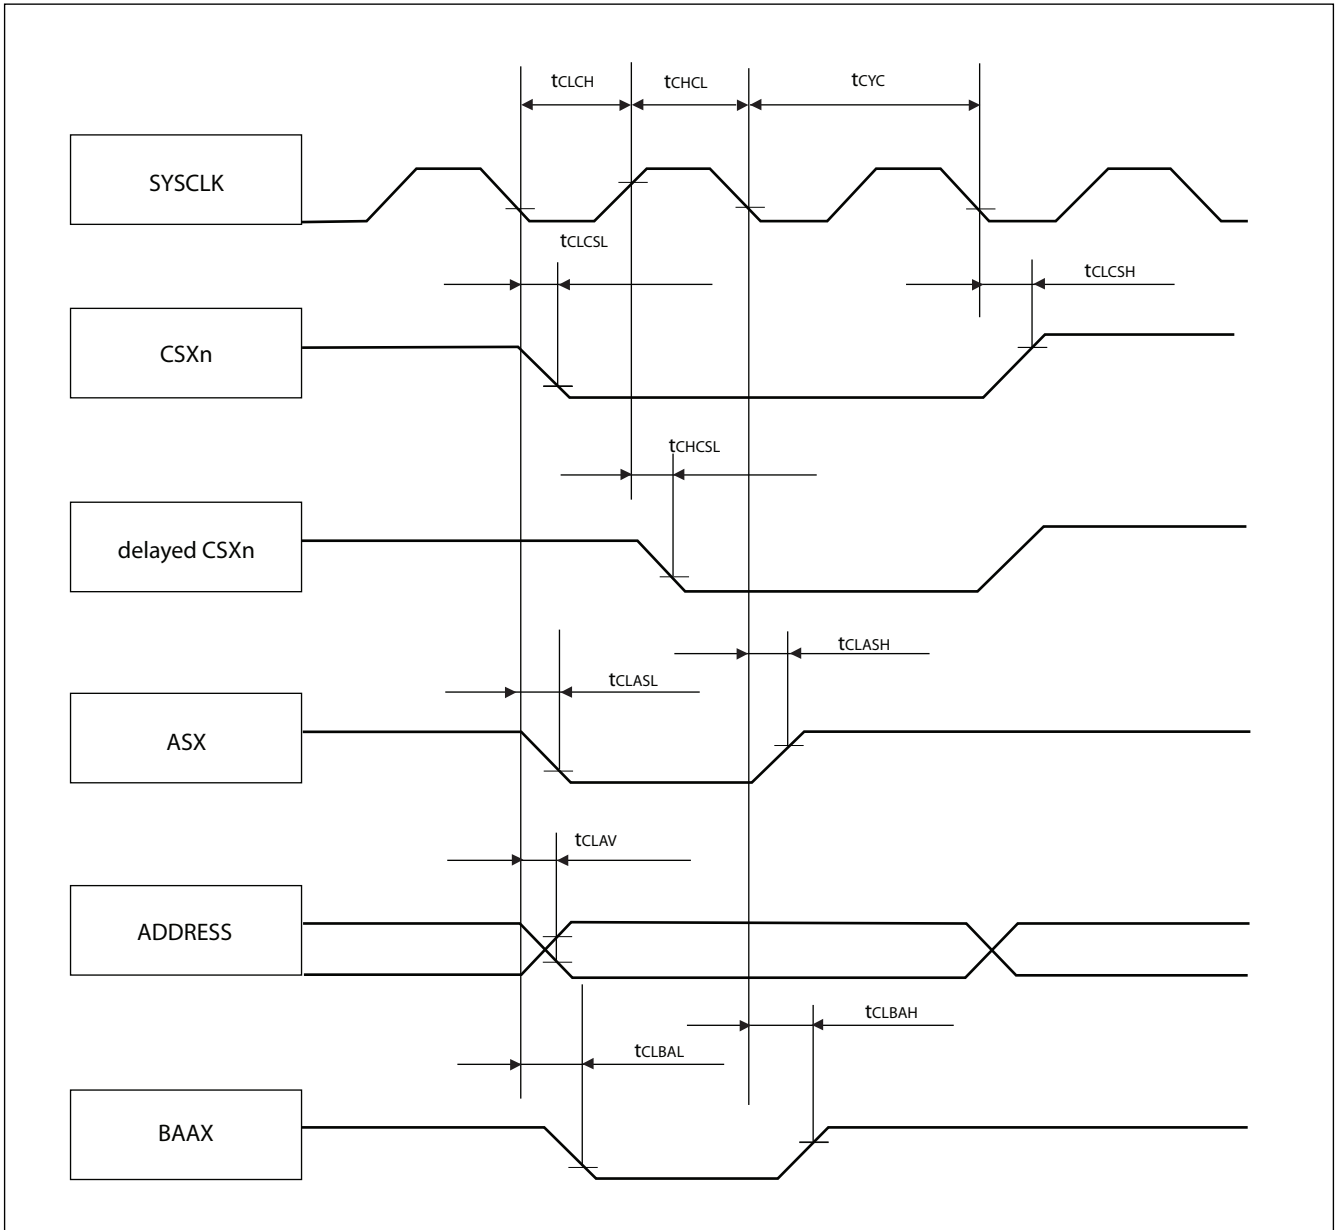 tCLCH tCHCL tCYC
SYSCLK
tCLCSL
tCLCSH
CSXn
tCHCSL
delayed CSXn
tCLASH
tCLASL
ASX
tCLAV
ADDRESS
tCLBAH
tCLBAL
BAAX